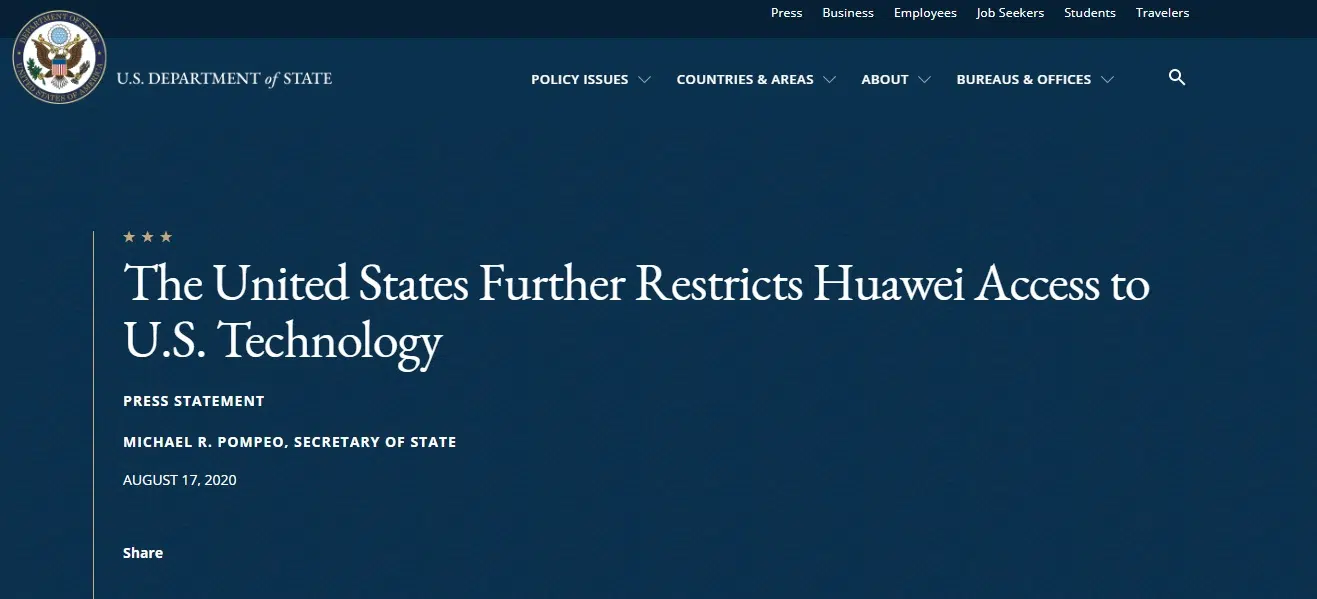 Press Business Employees Job Seekers Students Travelers
DEPARTMENT OF STATE
UNITED STATES OF AMERICA
U.S. DEPARTMENT of STATE
POLICY ISSUES COUNTRIES & AREAS ABOUT BUREAUS & OFFICES
The United States Further Restricts Huawei Access to
U.S. Technology
PRESS STATEMENT
MICHAEL R. POMPEO, SECRETARY OF STATE
AUGUST 17, 2020
Share